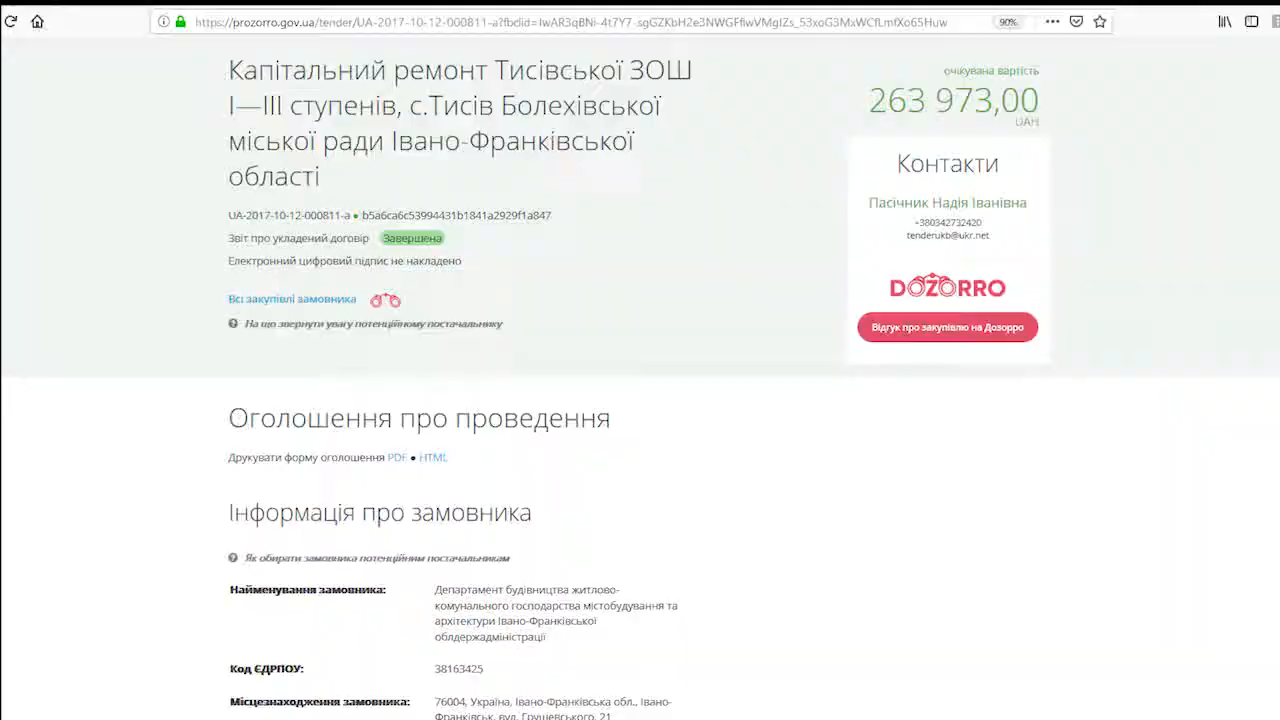 https://prozorro.gov.ua/tender/UA-2017-10-12-000811-a?fbclid=IwAR3qBNi-4t7Y7-sgGZKbH2e3NWGFfiwVMgIZs_53xoG3MxWCfLmfXo65Huw
90%
Капітальний ремонт Тисівської ЗОШ
І—ІІІ ступенів, с.Тисів Болехівської
міської ради Івано-Франківської
області
UA-2017-10-12-000811-a ● b5a6ca6c53994431b1841a2929f1a847
Звіт про укладений договір Завершена
Електронний цифровий підпис не накладено
Всі закупівлі замовника
На що звернути увагу потенційному постачальнику
очікувана вартість
263 973,00
UAH
Контакти
Пасічник Надія Іванівна
+380342732420
tenderukb@ukr.net
DOZORRO
Відгук про закупівлю на Дозорро
Оголошення про проведення
Друкувати форму оголошення PDF ● HTML
Інформація про замовника
Як обирати замовника потенційним постачальникам
Найменування замовника: Департамент будівництва житлово-
комунального господарства містобудування та
архітектури Івано-Франківської
облдержадміністрації
Код ЄДРПОУ: 38163425
Місцезнаходження замовника: 76004, Україна, Івано-Франківська обл., Івано-
Франківськ, вул. Грушевського, 21